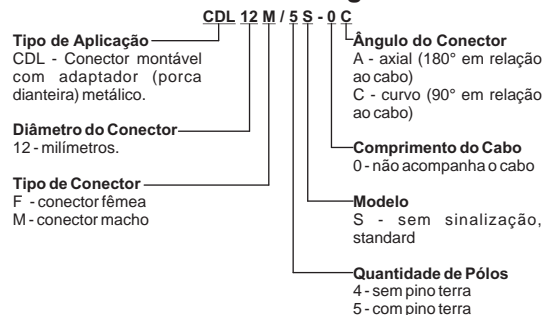 CDL 12 M / 5 S - 0 C
Tipo de Aplicação
CDL - Conector montável
com adaptador (porca
dianteira) metálico.
Diâmetro do Conector
12 - milímetros.
Tipo de Conector
F - conector fêmea
M - conector macho
Ângulo do Conector
A - axial (180° em relação
ao cabo)
C - curvo (90° em relação
ao cabo)
Comprimento do Cabo
0 - não acompanha o cabo
Modelo
S - sem sinalização,
standard
Quantidade de Pólos
4 - sem pino terra
5 - com pino terra